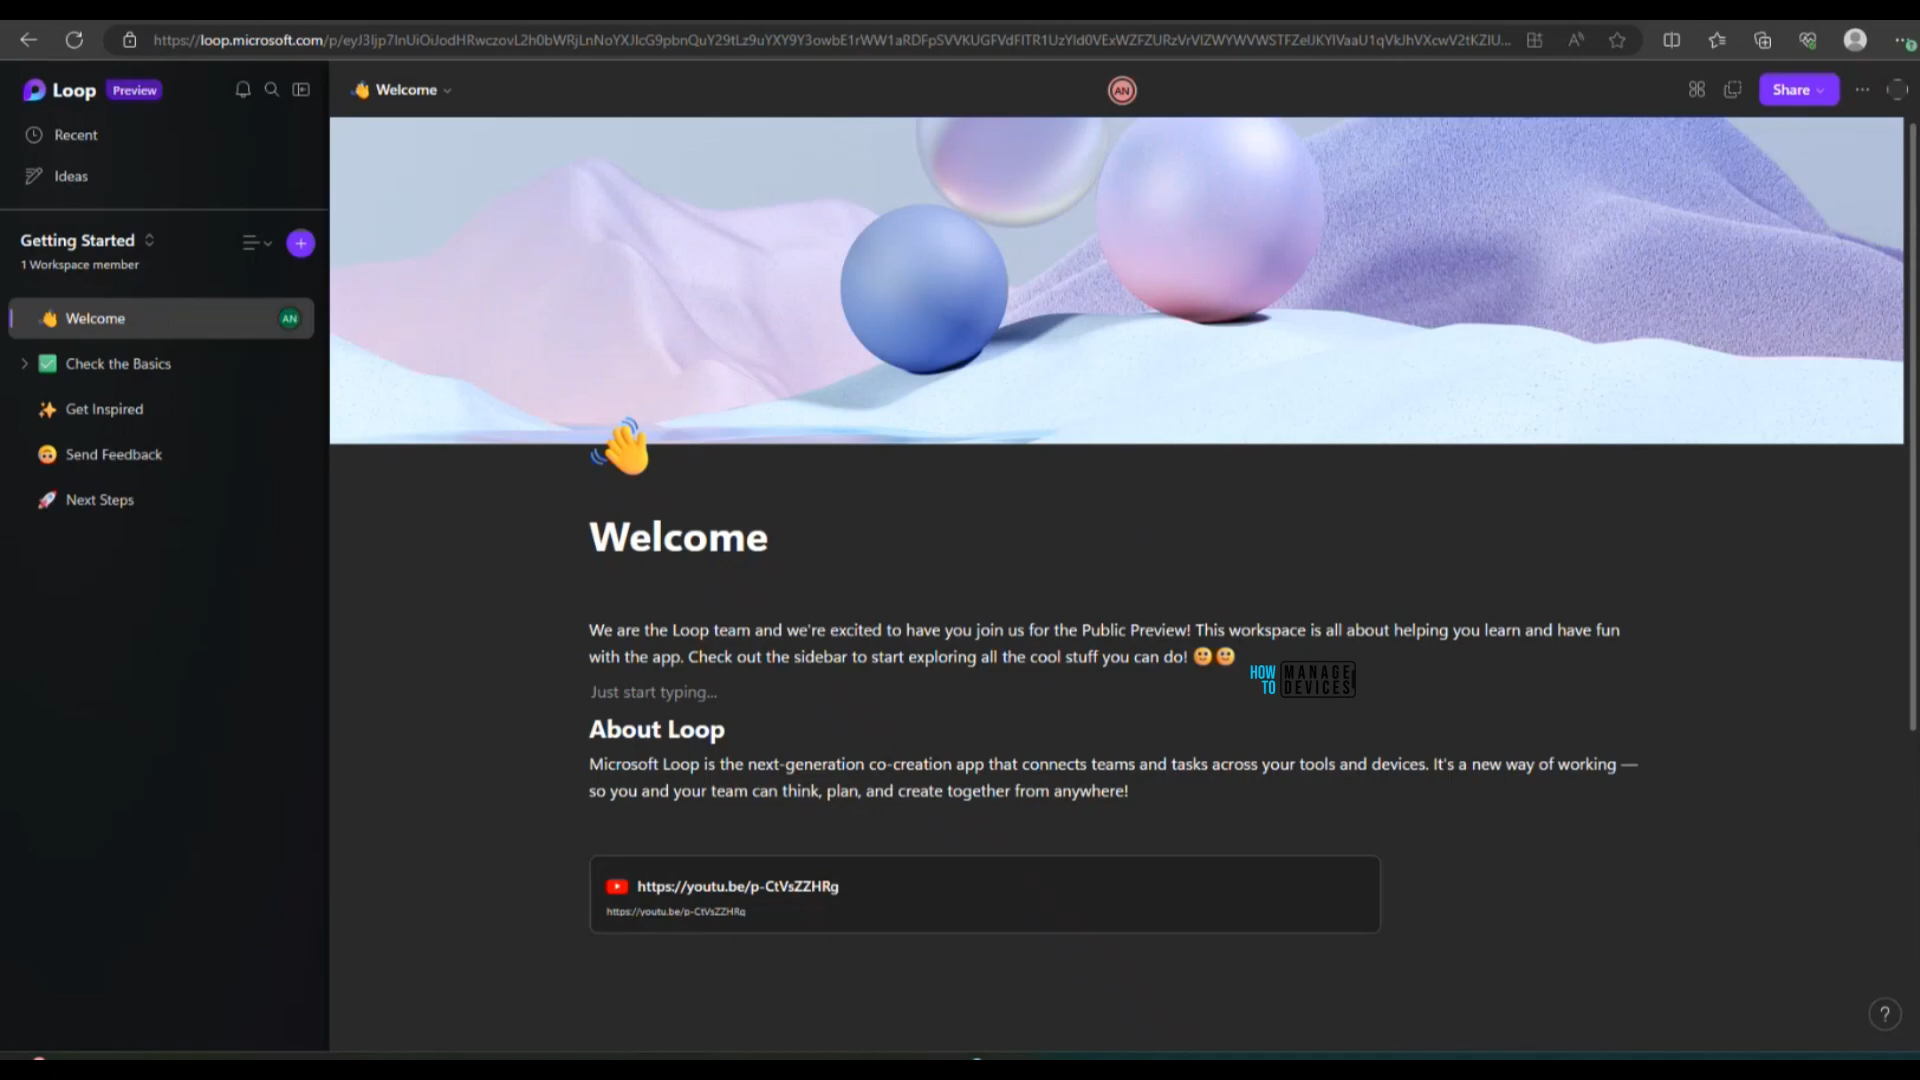 https://loop.microsoft.com
Loop Preview
Recent
Ideas
Getting Started
1 Workspace member
Welcome AN
Check the Basics
Get Inspired
Send Feedback
Next Steps
Welcome
AN
Share
Welcome
We are the Loop team and we're excited to have you join us for the Public Preview! This workspace is all about helping you learn and have fun
with the app. Check out the sidebar to start exploring all the cool stuff you can do!
HOW TO MANAGE DEVICES
Just start typing...
About Loop
Microsoft Loop is the next-generation co-creation app that connects teams and tasks across your tools and devices. It's a new way of working —
so you and your team can think, plan, and create together from anywhere!
https://youtu.be/p-CtVsZZHRg
https://youtu.be/p-CtVsZZHRg
?